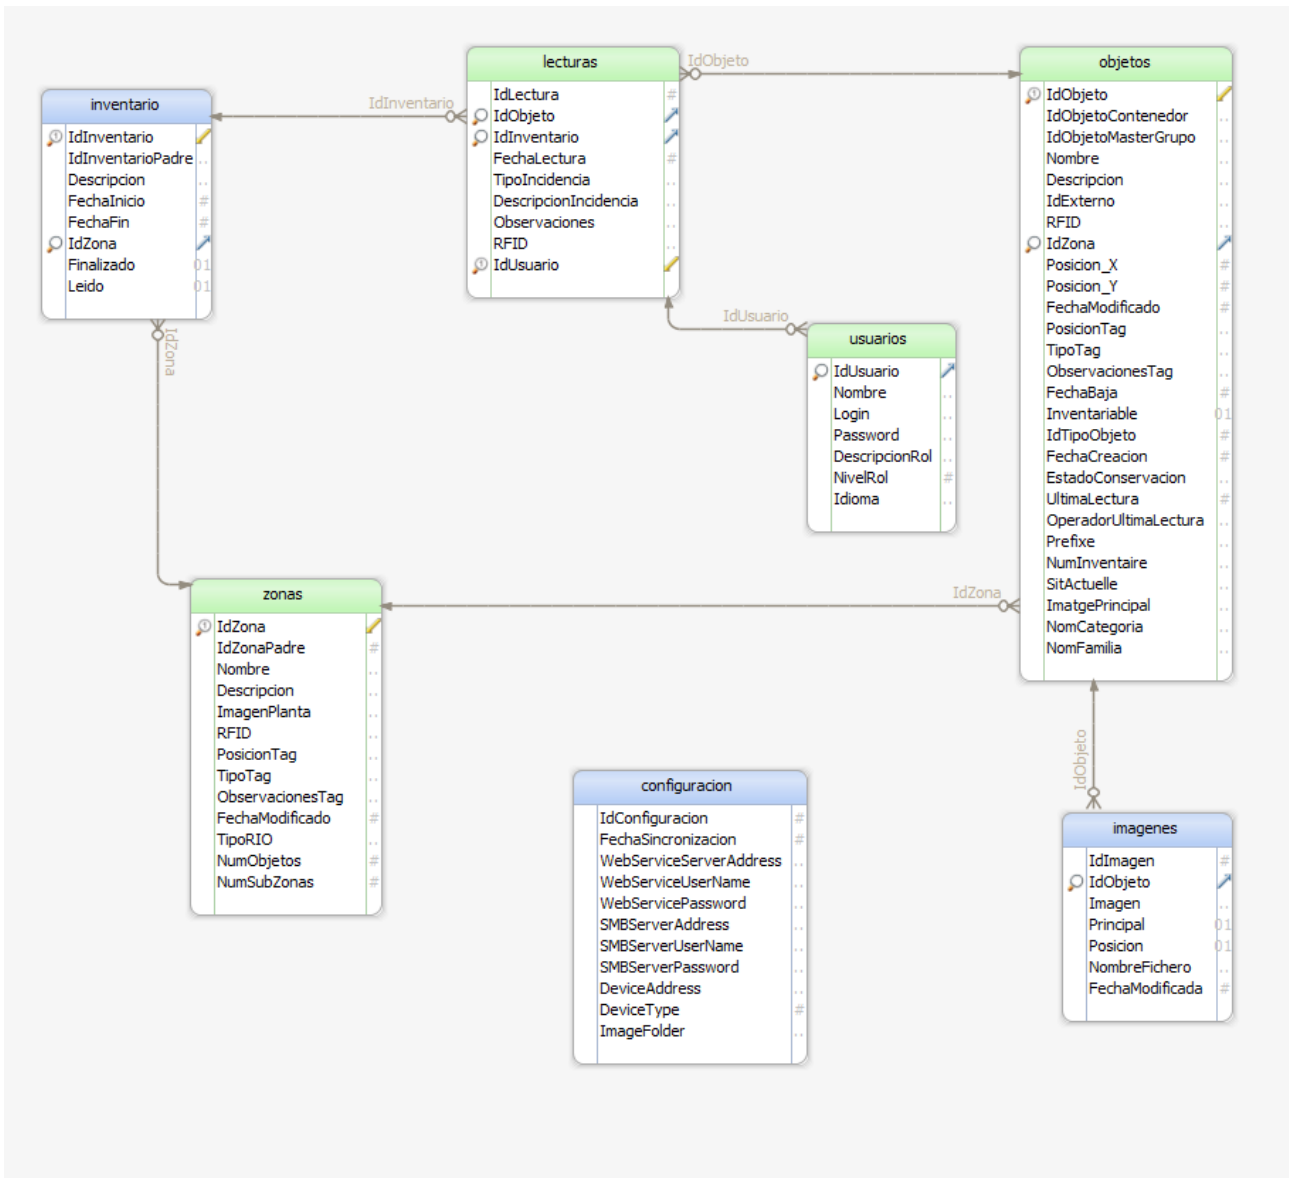 lecturas
IdLectura #
IdObjeto
IdInventario
FechaLectura #
TipoIncidencia ..
DescripcionIncidencia ..
Observaciones ..
RFID ..
IdUsuario
IdObjeto
objetos
IdObjeto
IdObjetoContenedor ..
IdObjetoMasterGrupo ..
Nombre ..
Descripcion ..
IdExterno ..
RFID ..
IdZona
Posicion_X #
Posicion_Y #
FechaModificado #
PosicionTag ..
TipoTag ..
ObservacionesTag ..
FechaBaja #
Inventariable 01
IdTipoObjeto #
FechaCreacion #
EstadoConservacion ..
UltimaLectura #
OperadorUltimaLectura ..
Prefixe ..
NumInventaire ..
SitActuelle ..
ImatgePrincipal ..
NomCategoria ..
NomFamilia ..
inventario
IdInventario
IdInventarioPadre ..
Descripcion ..
FechaInicio #
FechaFin #
IdZona
Finalizado 01
Leido 01
IdInventario
IdZona
IdUsuario
usuarios
IdUsuario
Nombre ..
Login ..
Password ..
DescripcionRol ..
NivelRol #
Idioma ..
zonas
IdZona
IdZonaPadre #
Nombre ..
Descripcion ..
ImagenPlanta ..
RFID ..
PosicionTag ..
TipoTag ..
ObservacionesTag ..
FechaModificado #
TipoRIO ..
NumObjetos #
NumSubZonas #
IdZona
configuracion
IdConfiguracion #
FechaSincronizacion #
WebServiceServerAddress ..
WebServiceUserName ..
WebServicePassword ..
SMBServerAddress ..
SMBServerUserName ..
SMBServerPassword ..
DeviceAddress ..
DeviceType #
ImageFolder ..
IdObjeto
imagenes
IdImagen #
IdObjeto
Imagen ..
Principal 01
Posicion 01
NombreFichero ..
FechaModificada #